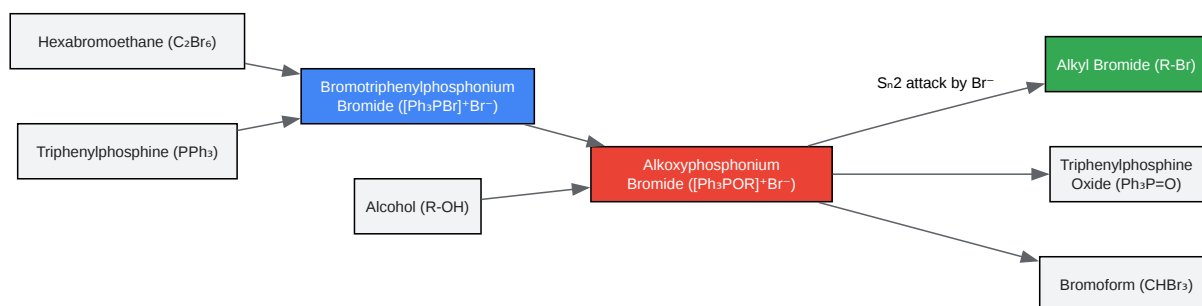 Hexabromoethane (C₂Br₆)
Triphenylphosphine (PPh₃)
Bromotriphenylphosphonium
Bromide ([Ph₃PBr]⁺Br⁻)
Alcohol (R-OH)
Alkoxyphosphonium
Bromide ([Ph₃POR]⁺Br⁻)
Sₙ2 attack by Br⁻
Alkyl Bromide (R-Br)
Triphenylphosphine
Oxide (Ph₃P=O)
Bromoform (CHBr₃)